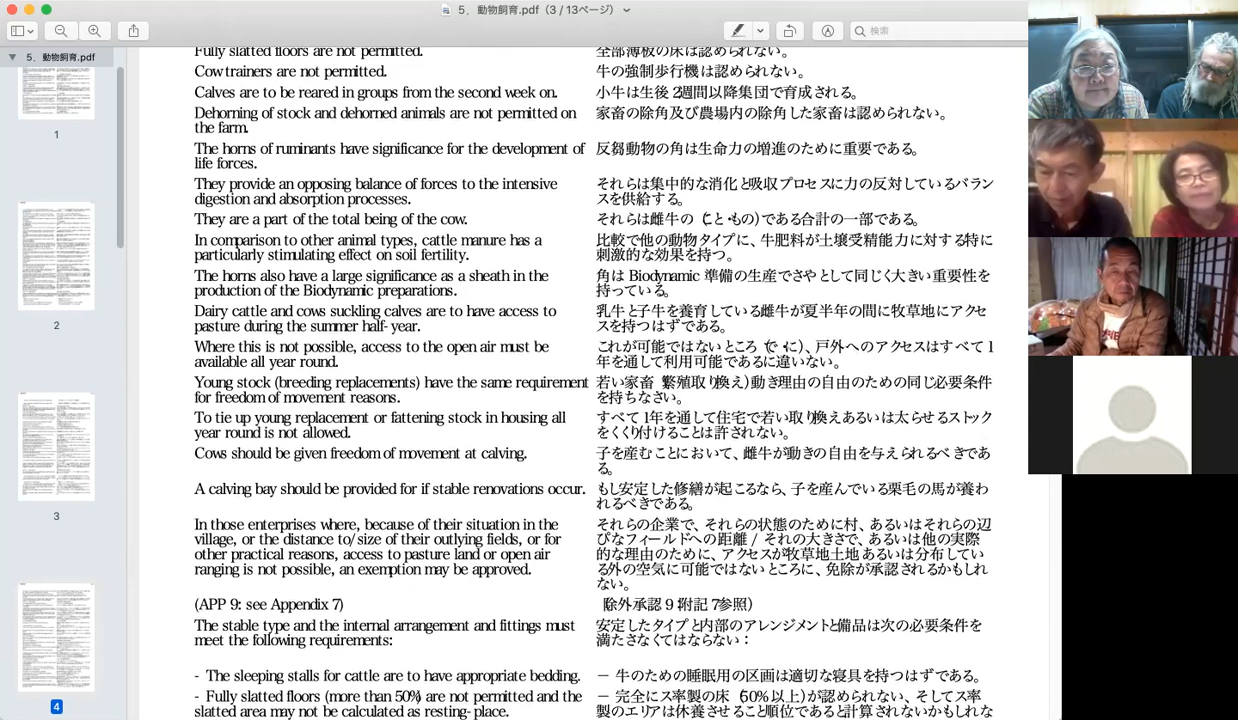 5．動物飼育.pdf（3 / 13ページ）
検索
5．動物飼育.pdf
1
2
3
4
Fully slatted floors are not permitted.
全部薄板の床は認められない。
Cow trainers are not permitted.
牛の強制歩行機は認められない。
Calves are to be reared in groups from the second week on.
小牛は生後 2週間以降集団で育成される。
Dehorning of stock and dehorned animals are not permitted on
the farm.
家畜の除角及び農場内の除角した家畜は認められない。
The horns of ruminants have significance for the development of
life forces.
反芻動物の角は生命力の増進のために重要である。
They provide an opposing balance of forces to the intensive
digestion and absorption processes.
それらは集中的な消化と吸収プロセスに力の反対しているバラン
スを供給する。
They are a part of the total being of the cow.
それらは雌牛の（こと・もの）である合計の一部である。
In comparison to other animal types, cattle manure has a
particularly stimulating effect on soil fertility.
比較で他の動物タイプに、牛肥料が土壌受精能力に対する特に
刺激的な効果を持つ。
The horns also have the same significance as sheaths in the
production of the Biodynamic preparations.
角は Biodynamic 準備の生産でさやとして同じく大きい重要性を
持っている。
Dairy cattle and cows suckling calves are to have access to
pasture during the summer half- year.
乳牛と子牛を養育している雌牛が夏半年の間に牧草地にアクセ
スを持つはずである。
Where this is not possible, access to the open air must be
available all year round.
これが可能ではないところ（で・に）、戸外へのアクセスはすべて1
年を通して利用可能であるに違いない。
Young stock (breeding replacements) have the same requirement
for freedom of movement reasons.
若い家畜（繁殖取り換え）動き理由の自由のための同じ必要条件
を持ちなさい。
To tie up young replacement or fattening stock in housing all
year round is not allowed.
すべて 1年を通して住宅で若い取り換えあるいは太らせるストック
をくくり付けることは許されない。
Cows should be given freedom of movement at calving.
子を産むことにおいて、雌牛が動きの自由を与えられるべきであ
る。
A calving bay should be provided for if stable renovations occur.
もし安定した修繕が起こるなら、子を産んでいる栗毛の馬が養わ
れるべきである。
In those enterprises where, because of their situation in the
village, or the distance to/ size of their outlying fields, or for
other practical reasons, access to pasture land or open air
ranging is not possible, an exemption may be approved.
それらの企業で、それらの状態のために村、あるいはそれらの辺
ぴなフィールドへの距離 / それの大きさで、あるいは他の実際
的な理由のために、アクセスが牧草地土地あるいは分布してい
る外の空気に可能ではないところに、免除が承認されるかもしれ
ない。
(APP 9: see Appendix 7)
（除外承認 9 付記 7参照）
Stable type and the internal arrangements and fittings must
meet the following requirements:
安定したタイプと内部のアレンジメントと備品は次の必要条件を
満たさなくてはならない：
- Sleeping stalls for cattle are to have appropriate bedding.
－ 牛のための睡眠用の区画は適切な寝具を持つはずである。
- Fully slatted floors (more than 50%) are not permitted and the
slatted area may not be calculated as resting- place.
－ 完全にス率製の床（50％以上）が認められない、そしてス率
製のエリアは休養させること順位であると計算されないかもしれな